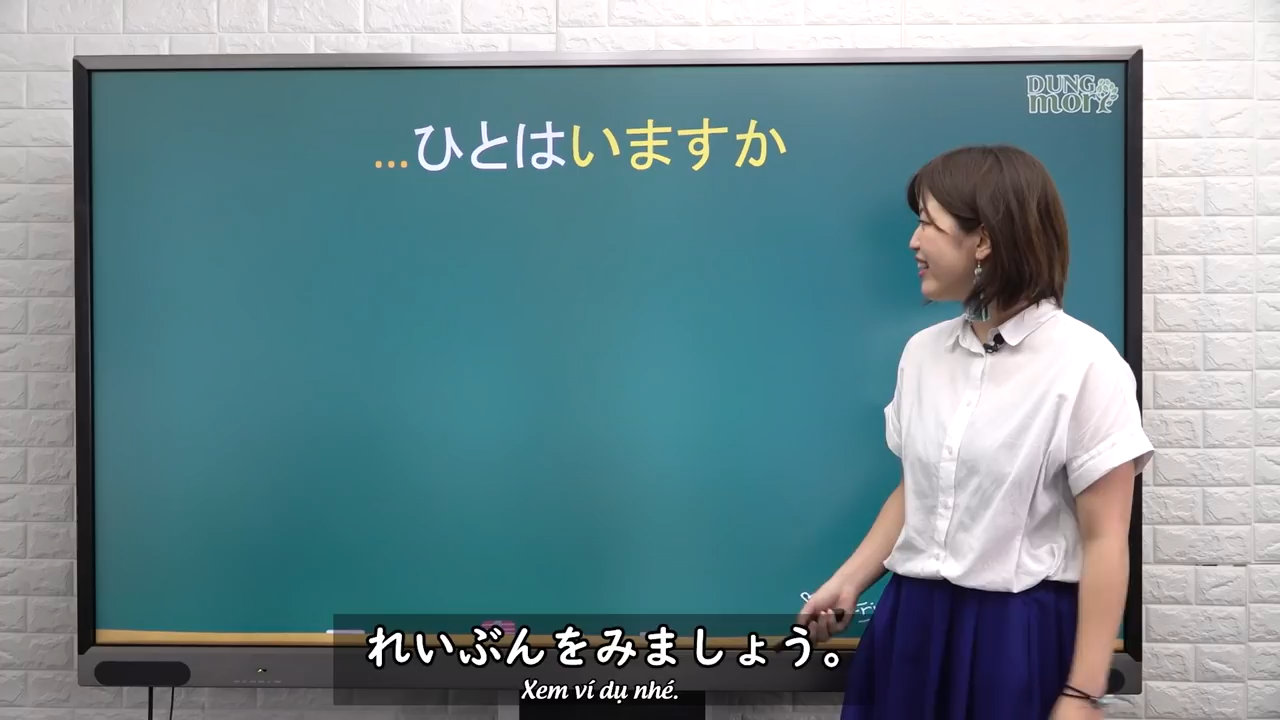 DUNG
mori
...ひとはいますか
れいぶんをみましょう。
Xem ví dụ nhé.